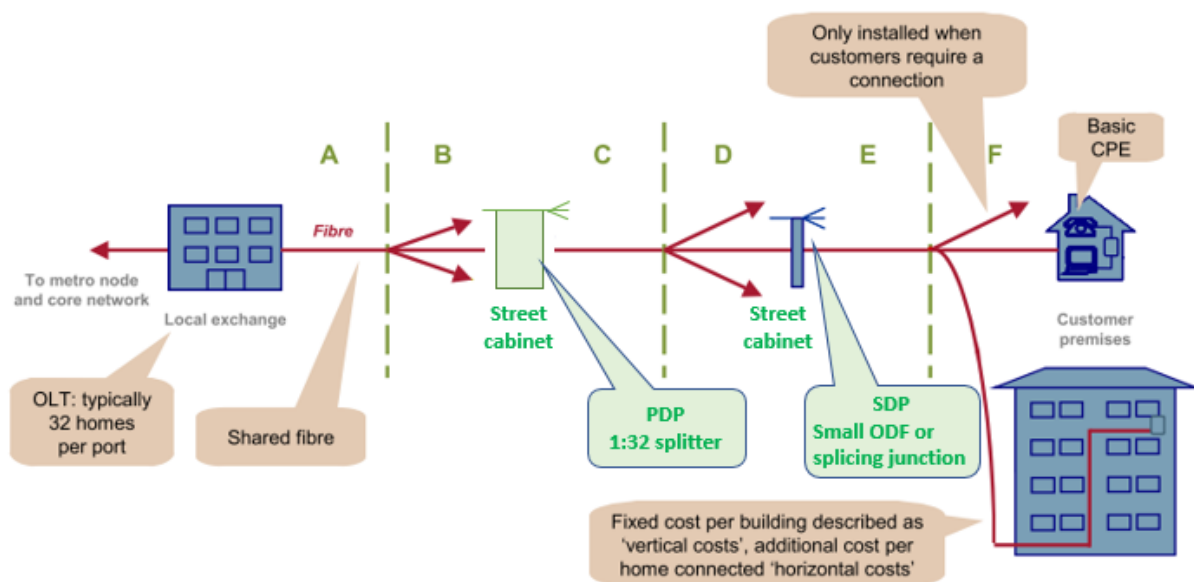 Only installed when
customers require a
connection
Basic
CPE
A
B
C
D
E
F
Fibre
To metro node
and core network
Local exchange
Street
cabinet
Street
cabinet
Customer
premises
OLT: typically
32 homes
per port
Shared fibre
PDP
1:32 splitter
SDP
Small ODF or
splicing junction
Fixed cost per building described as
‘vertical costs’, additional cost per
home connected ‘horizontal costs’